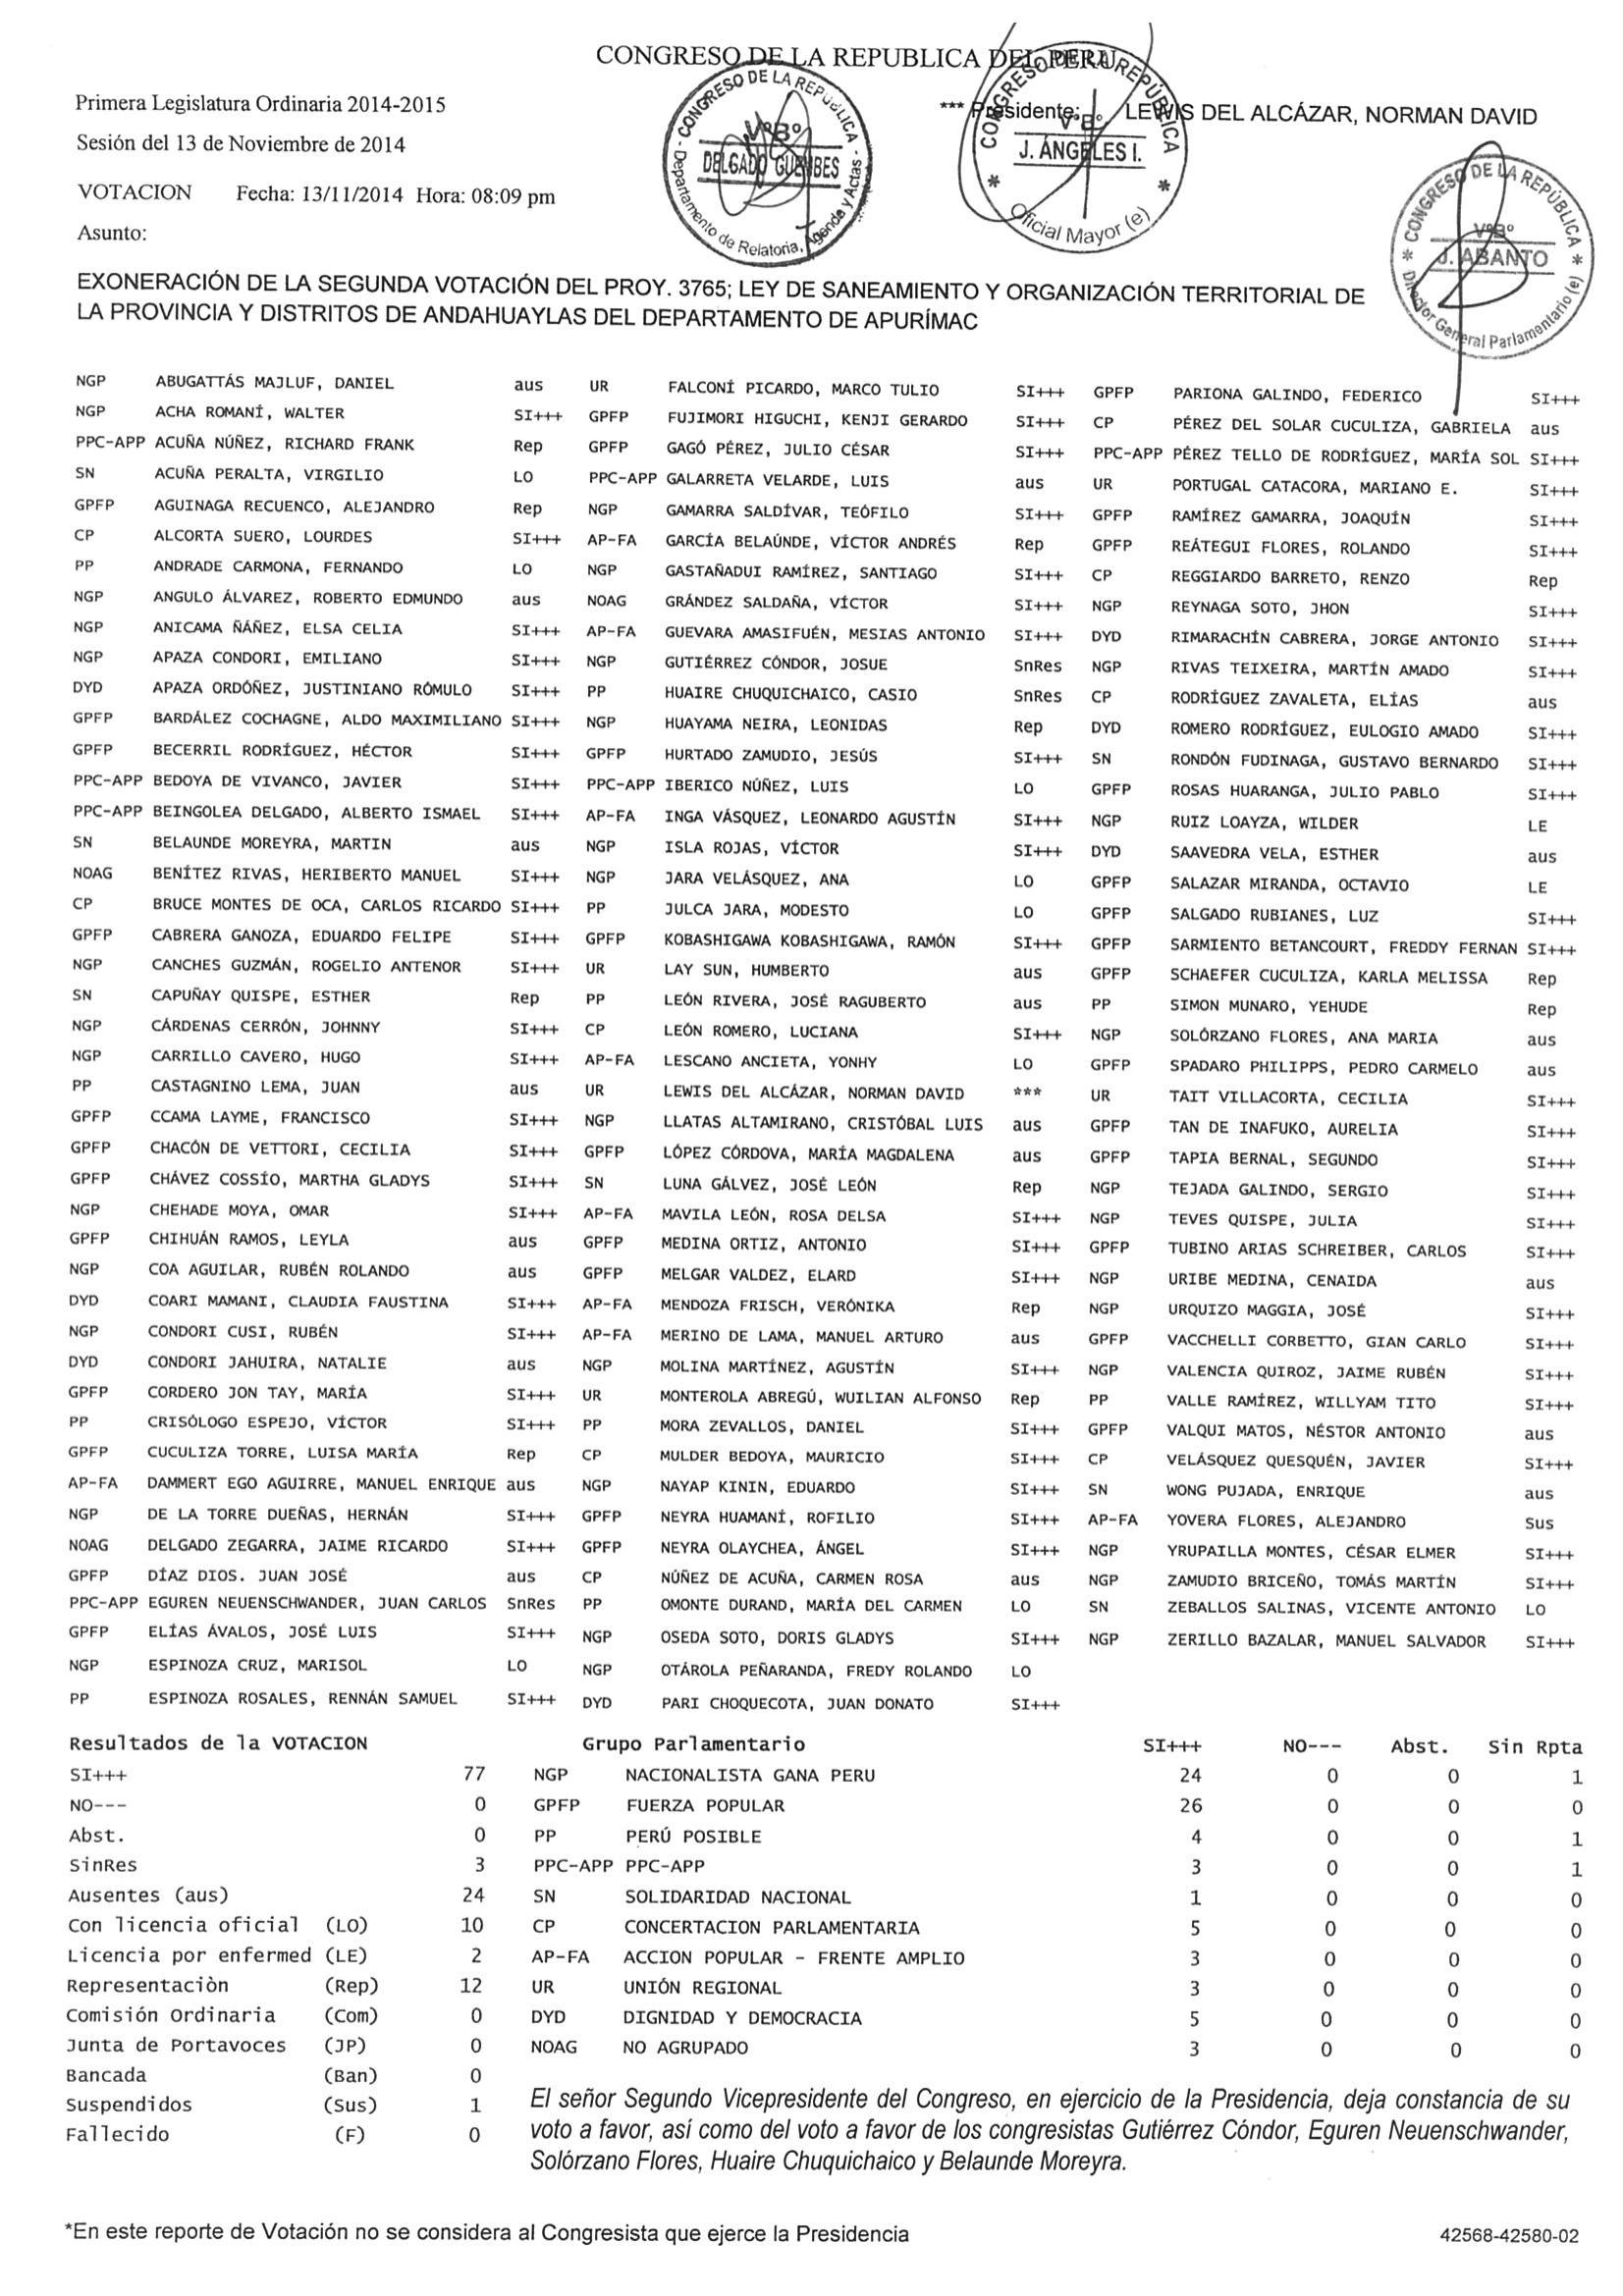 CONGRESO DE LA REPUBLICA DEL PERU
Primera Legislatura Ordinaria 2014-2015
*** Presidente: LEWIS DEL ALCÁZAR, NORMAN DAVID
Sesión del 13 de Noviembre de 2014
VOTACION Fecha: 13/11/2014 Hora: 08:09 pm
Asunto:
- CONGRESO DE LA REPUBLICA -
VºBº
DELGADO GUEMBES
Departamento de Relatoria, Agenda y Actas
CONGRESO DE LA REPÚBLICA
VºBº
J. ÁNGELES I.
* Oficial Mayor (e) *
* CONGRESO DE LA REPÚBLICA *
VºBº
J. ABANTO
Director General Parlamentario (e)
EXONERACIÓN DE LA SEGUNDA VOTACIÓN DEL PROY. 3765; LEY DE SANEAMIENTO Y ORGANIZACIÓN TERRITORIAL DE
LA PROVINCIA Y DISTRITOS DE ANDAHUAYLAS DEL DEPARTAMENTO DE APURÍMAC
NGP ABUGATTÁS MAJLUF, DANIEL aus UR FALCONÍ PICARDO, MARCO TULIO SI+++ GPFP PARIONA GALINDO, FEDERICO SI+++
NGP ACHA ROMANÍ, WALTER SI+++ GPFP FUJIMORI HIGUCHI, KENJI GERARDO SI+++ CP PÉREZ DEL SOLAR CUCULIZA, GABRIELA aus
PPC-APP ACUÑA NÚÑEZ, RICHARD FRANK Rep GPFP GAGÓ PÉREZ, JULIO CÉSAR SI+++ PPC-APP PÉREZ TELLO DE RODRÍGUEZ, MARÍA SOL SI+++
SN ACUÑA PERALTA, VIRGILIO LO PPC-APP GALARRETA VELARDE, LUIS aus UR PORTUGAL CATACORA, MARIANO E. SI+++
GPFP AGUINAGA RECUENCO, ALEJANDRO Rep NGP GAMARRA SALDÍVAR, TEÓFILO SI+++ GPFP RAMÍREZ GAMARRA, JOAQUÍN SI+++
CP ALCORTA SUERO, LOURDES SI+++ AP-FA GARCÍA BELAÚNDE, VÍCTOR ANDRÉS Rep GPFP REÁTEGUI FLORES, ROLANDO SI+++
PP ANDRADE CARMONA, FERNANDO LO NGP GASTAÑADUI RAMÍREZ, SANTIAGO SI+++ CP REGGIARDO BARRETO, RENZO Rep
NGP ANGULO ÁLVAREZ, ROBERTO EDMUNDO aus NOAG GRÁNDEZ SALDAÑA, VÍCTOR SI+++ NGP REYNAGA SOTO, JHON SI+++
NGP ANICAMA ÑÁÑEZ, ELSA CELIA SI+++ AP-FA GUEVARA AMASIFUÉN, MESIAS ANTONIO SI+++ DYD RIMARACHÍN CABRERA, JORGE ANTONIO SI+++
NGP APAZA CONDORI, EMILIANO SI+++ NGP GUTIÉRREZ CÓNDOR, JOSUE SnRes NGP RIVAS TEIXEIRA, MARTÍN AMADO SI+++
DYD APAZA ORDÓÑEZ, JUSTINIANO RÓMULO SI+++ PP HUAIRE CHUQUICHAICO, CASIO SnRes CP RODRÍGUEZ ZAVALETA, ELÍAS aus
GPFP BARDÁLEZ COCHAGNE, ALDO MAXIMILIANO SI+++ NGP HUAYAMA NEIRA, LEONIDAS Rep DYD ROMERO RODRÍGUEZ, EULOGIO AMADO SI+++
GPFP BECERRIL RODRÍGUEZ, HÉCTOR SI+++ GPFP HURTADO ZAMUDIO, JESÚS SI+++ SN RONDÓN FUDINAGA, GUSTAVO BERNARDO SI+++
PPC-APP BEDOYA DE VIVANCO, JAVIER SI+++ PPC-APP IBERICO NÚÑEZ, LUIS LO GPFP ROSAS HUARANGA, JULIO PABLO SI+++
PPC-APP BEINGOLEA DELGADO, ALBERTO ISMAEL SI+++ AP-FA INGA VÁSQUEZ, LEONARDO AGUSTÍN SI+++ NGP RUIZ LOAYZA, WILDER LE
SN BELAUNDE MOREYRA, MARTIN aus NGP ISLA ROJAS, VÍCTOR SI+++ DYD SAAVEDRA VELA, ESTHER aus
NOAG BENÍTEZ RIVAS, HERIBERTO MANUEL SI+++ NGP JARA VELÁSQUEZ, ANA LO GPFP SALAZAR MIRANDA, OCTAVIO LE
CP BRUCE MONTES DE OCA, CARLOS RICARDO SI+++ PP JULCA JARA, MODESTO LO GPFP SALGADO RUBIANES, LUZ SI+++
GPFP CABRERA GANOZA, EDUARDO FELIPE SI+++ GPFP KOBASHIGAWA KOBASHIGAWA, RAMÓN SI+++ GPFP SARMIENTO BETANCOURT, FREDDY FERNAN SI+++
NGP CANCHES GUZMÁN, ROGELIO ANTENOR SI+++ UR LAY SUN, HUMBERTO aus GPFP SCHAEFER CUCULIZA, KARLA MELISSA Rep
SN CAPUÑAY QUISPE, ESTHER Rep PP LEÓN RIVERA, JOSÉ RAGUBERTO aus PP SIMON MUNARO, YEHUDE Rep
NGP CÁRDENAS CERRÓN, JOHNNY SI+++ CP LEÓN ROMERO, LUCIANA SI+++ NGP SOLÓRZANO FLORES, ANA MARIA aus
NGP CARRILLO CAVERO, HUGO SI+++ AP-FA LESCANO ANCIETA, YONHY LO GPFP SPADARO PHILIPPS, PEDRO CARMELO aus
PP CASTAGNINO LEMA, JUAN aus UR LEWIS DEL ALCÁZAR, NORMAN DAVID *** UR TAIT VILLACORTA, CECILIA SI+++
GPFP CCAMA LAYME, FRANCISCO SI+++ NGP LLATAS ALTAMIRANO, CRISTÓBAL LUIS aus GPFP TAN DE INAFUKO, AURELIA SI+++
GPFP CHACÓN DE VETTORI, CECILIA SI+++ GPFP LÓPEZ CÓRDOVA, MARÍA MAGDALENA aus GPFP TAPIA BERNAL, SEGUNDO SI+++
GPFP CHÁVEZ COSSÍO, MARTHA GLADYS SI+++ SN LUNA GÁLVEZ, JOSÉ LEÓN Rep NGP TEJADA GALINDO, SERGIO SI+++
NGP CHEHADE MOYA, OMAR SI+++ AP-FA MAVILA LEÓN, ROSA DELSA SI+++ NGP TEVES QUISPE, JULIA SI+++
GPFP CHIHUÁN RAMOS, LEYLA aus GPFP MEDINA ORTIZ, ANTONIO SI+++ GPFP TUBINO ARIAS SCHREIBER, CARLOS SI+++
NGP COA AGUILAR, RUBÉN ROLANDO aus GPFP MELGAR VALDEZ, ELARD SI+++ NGP URIBE MEDINA, CENAIDA aus
DYD COARI MAMANI, CLAUDIA FAUSTINA SI+++ AP-FA MENDOZA FRISCH, VERÓNIKA Rep NGP URQUIZO MAGGIA, JOSÉ SI+++
NGP CONDORI CUSI, RUBÉN SI+++ AP-FA MERINO DE LAMA, MANUEL ARTURO aus GPFP VACCHELLI CORBETTO, GIAN CARLO SI+++
DYD CONDORI JAHUIRA, NATALIE aus NGP MOLINA MARTÍNEZ, AGUSTÍN SI+++ NGP VALENCIA QUIROZ, JAIME RUBÉN SI+++
GPFP CORDERO JON TAY, MARÍA SI+++ UR MONTEROLA ABREGÚ, WUILIAN ALFONSO Rep PP VALLE RAMÍREZ, WILLYAM TITO SI+++
PP CRISÓLOGO ESPEJO, VÍCTOR SI+++ PP MORA ZEVALLOS, DANIEL SI+++ GPFP VALQUI MATOS, NÉSTOR ANTONIO aus
GPFP CUCULIZA TORRE, LUISA MARÍA Rep CP MULDER BEDOYA, MAURICIO SI+++ CP VELÁSQUEZ QUESQUÉN, JAVIER SI+++
AP-FA DAMMERT EGO AGUIRRE, MANUEL ENRIQUE aus NGP NAYAP KININ, EDUARDO SI+++ SN WONG PUJADA, ENRIQUE aus
NGP DE LA TORRE DUEÑAS, HERNÁN SI+++ GPFP NEYRA HUAMANÍ, ROFILIO SI+++ AP-FA YOVERA FLORES, ALEJANDRO Sus
NOAG DELGADO ZEGARRA, JAIME RICARDO SI+++ GPFP NEYRA OLAYCHEA, ÁNGEL SI+++ NGP YRUPAILLA MONTES, CÉSAR ELMER SI+++
GPFP DÍAZ DIOS. JUAN JOSÉ aus CP NÚÑEZ DE ACUÑA, CARMEN ROSA aus NGP ZAMUDIO BRICEÑO, TOMÁS MARTÍN SI+++
PPC-APP EGUREN NEUENSCHWANDER, JUAN CARLOS SnRes PP OMONTE DURAND, MARÍA DEL CARMEN LO SN ZEBALLOS SALINAS, VICENTE ANTONIO LO
GPFP ELÍAS ÁVALOS, JOSÉ LUIS SI+++ NGP OSEDA SOTO, DORIS GLADYS SI+++ NGP ZERILLO BAZALAR, MANUEL SALVADOR SI+++
NGP ESPINOZA CRUZ, MARISOL LO NGP OTÁROLA PEÑARANDA, FREDY ROLANDO LO
PP ESPINOZA ROSALES, RENNÁN SAMUEL SI+++ DYD PARI CHOQUECOTA, JUAN DONATO SI+++
Resultados de la VOTACION Grupo Parlamentario SI+++ NO--- Abst. Sin Rpta
SI+++ 77 NGP NACIONALISTA GANA PERU 24 0 0 1
NO--- 0 GPFP FUERZA POPULAR 26 0 0 0
Abst. 0 PP PERÚ POSIBLE 4 0 0 1
SinRes 3 PPC-APP PPC-APP 3 0 0 1
Ausentes (aus) 24 SN SOLIDARIDAD NACIONAL 1 0 0 0
Con licencia oficial (LO) 10 CP CONCERTACION PARLAMENTARIA 5 0 0 0
Licencia por enfermed (LE) 2 AP-FA ACCION POPULAR - FRENTE AMPLIO 3 0 0 0
Representaciòn (Rep) 12 UR UNIÓN REGIONAL 3 0 0 0
Comisión Ordinaria (Com) 0 DYD DIGNIDAD Y DEMOCRACIA 5 0 0 0
Junta de Portavoces (JP) 0 NOAG NO AGRUPADO 3 0 0 0
Bancada (Ban) 0
Suspendidos (Sus) 1
Fallecido (F) 0
El señor Segundo Vicepresidente del Congreso, en ejercicio de la Presidencia, deja constancia de su
voto a favor, así como del voto a favor de los congresistas Gutiérrez Cóndor, Eguren Neuenschwander,
Solórzano Flores, Huaire Chuquichaico y Belaunde Moreyra.
*En este reporte de Votación no se considera al Congresista que ejerce la Presidencia
42568-42580-02